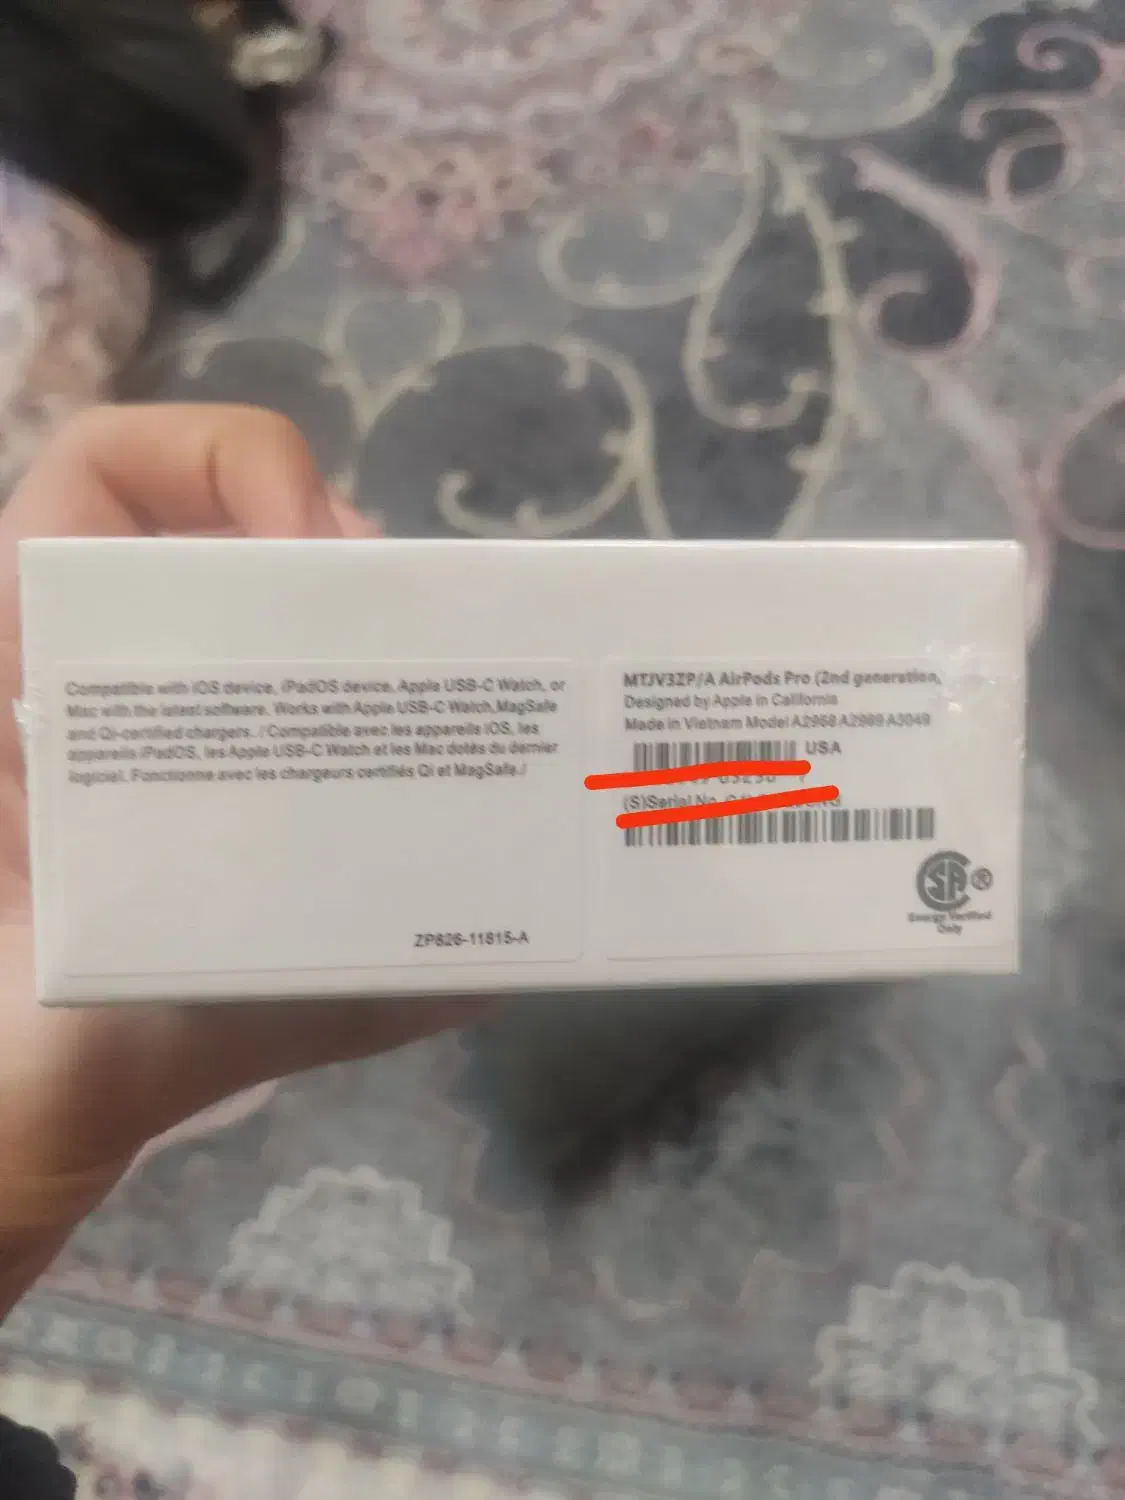 Compatible with iOS device, iPadOS device, Apple USB-C Watch, or
Mac with the latest software. Works with Apple USB-C Watch,MagSafe
and Qi-certified chargers. / Compatible avec les appareils iOS, les
appareils iPadOS, les Apple USB-C Watch et les Mac dotés du dernier
logiciel. Fonctionne avec les chargeurs certifiés Qi et MagSafe./
ZP826-11815-A
MTJV3ZP/A AirPods Pro (2nd generation,
Designed by Apple in California
Made in Vietnam Model A2968 A2989 A3049
USA
(S)Serial No.
SA ®
Energy Verified
Only